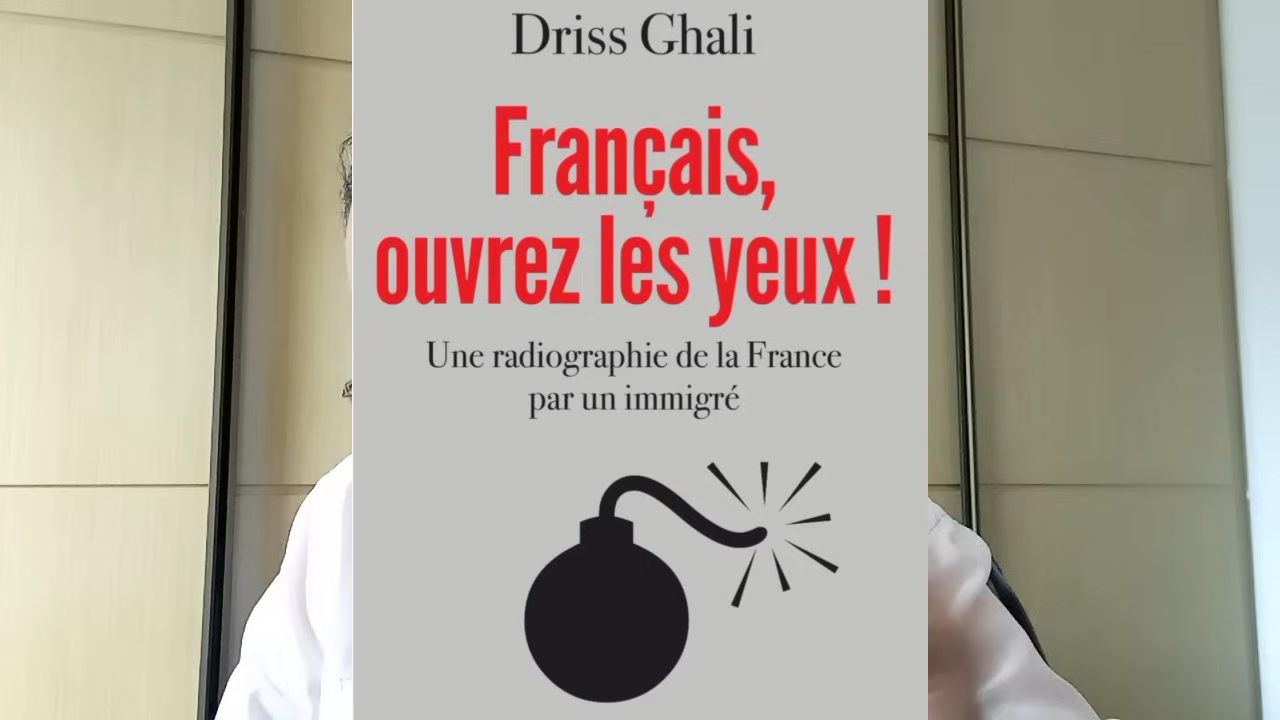 Driss Ghali
Français,
ouvrez les yeux !
Une radiographie de la France
par un immigré